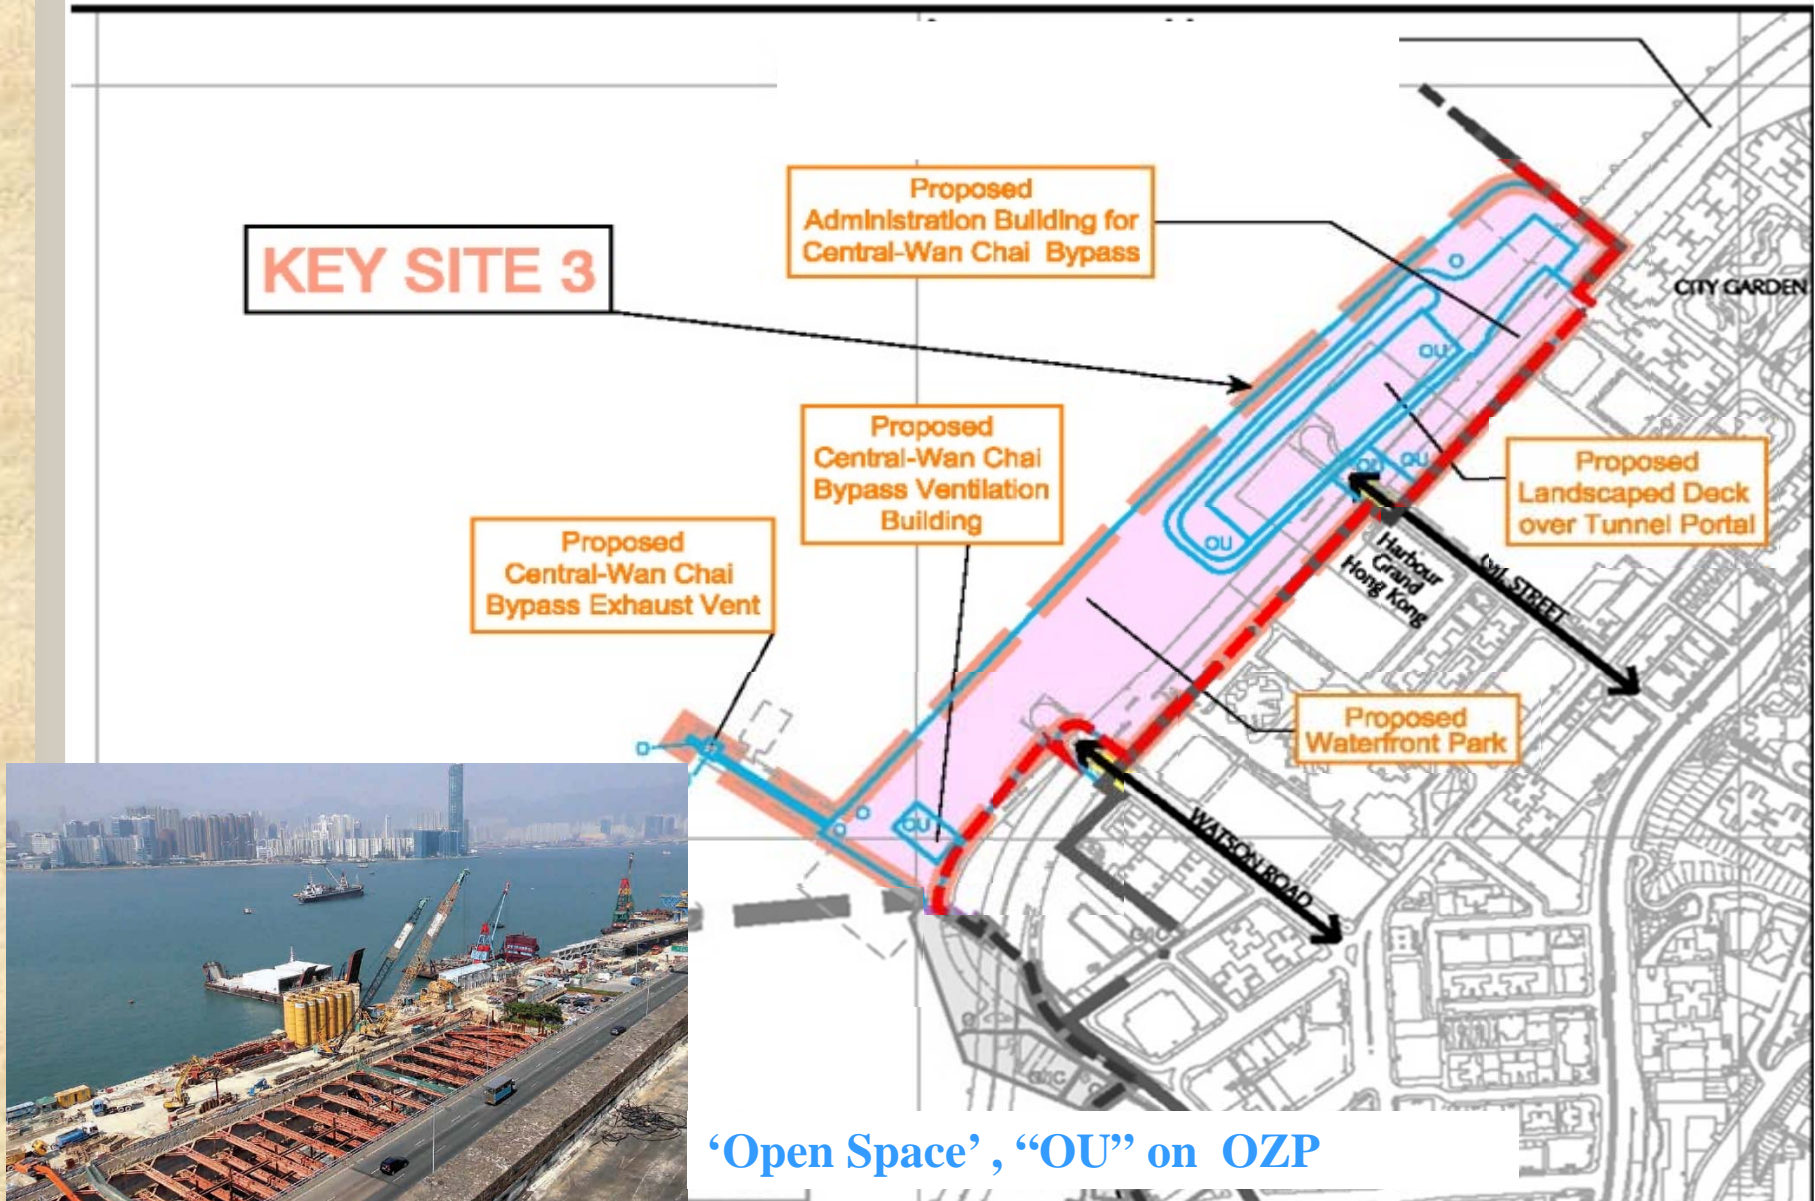 Proposed
Administration Building for
Central-Wan Chai Bypass
KEY SITE 3
O
CITY GARDEN
OU
Proposed
Central-Wan Chai
Bypass Ventilation
Building
OU
OU
Proposed
Landscaped Deck
over Tunnel Portal
Proposed
Central-Wan Chai
Bypass Exhaust Vent
OU
Harbour
Grand
Hong Kong
OIL STREET
Proposed
Waterfront Park
O
O
O
OU
WATSON ROAD
G/IC
G/IC
‘Open Space’ , “OU” on OZP